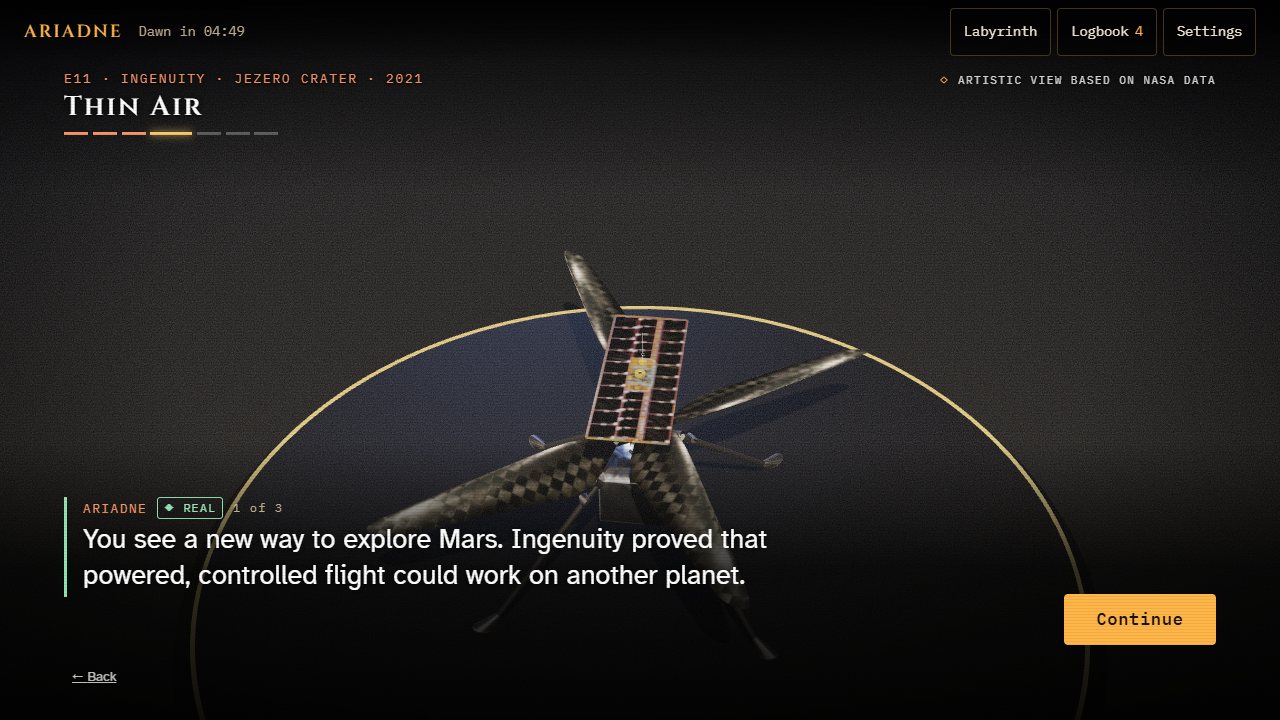 ARIADNE Dawn in 04:49 Labyrinth Logbook 4 Settings
E11 · INGENUITY · JEZERO CRATER · 2021
◇ ARTISTIC VIEW BASED ON NASA DATA
Thin Air
ARIADNE ◆ REAL 1 of 3
You see a new way to explore Mars. Ingenuity proved that
powered, controlled flight could work on another planet.
Continue
← Back